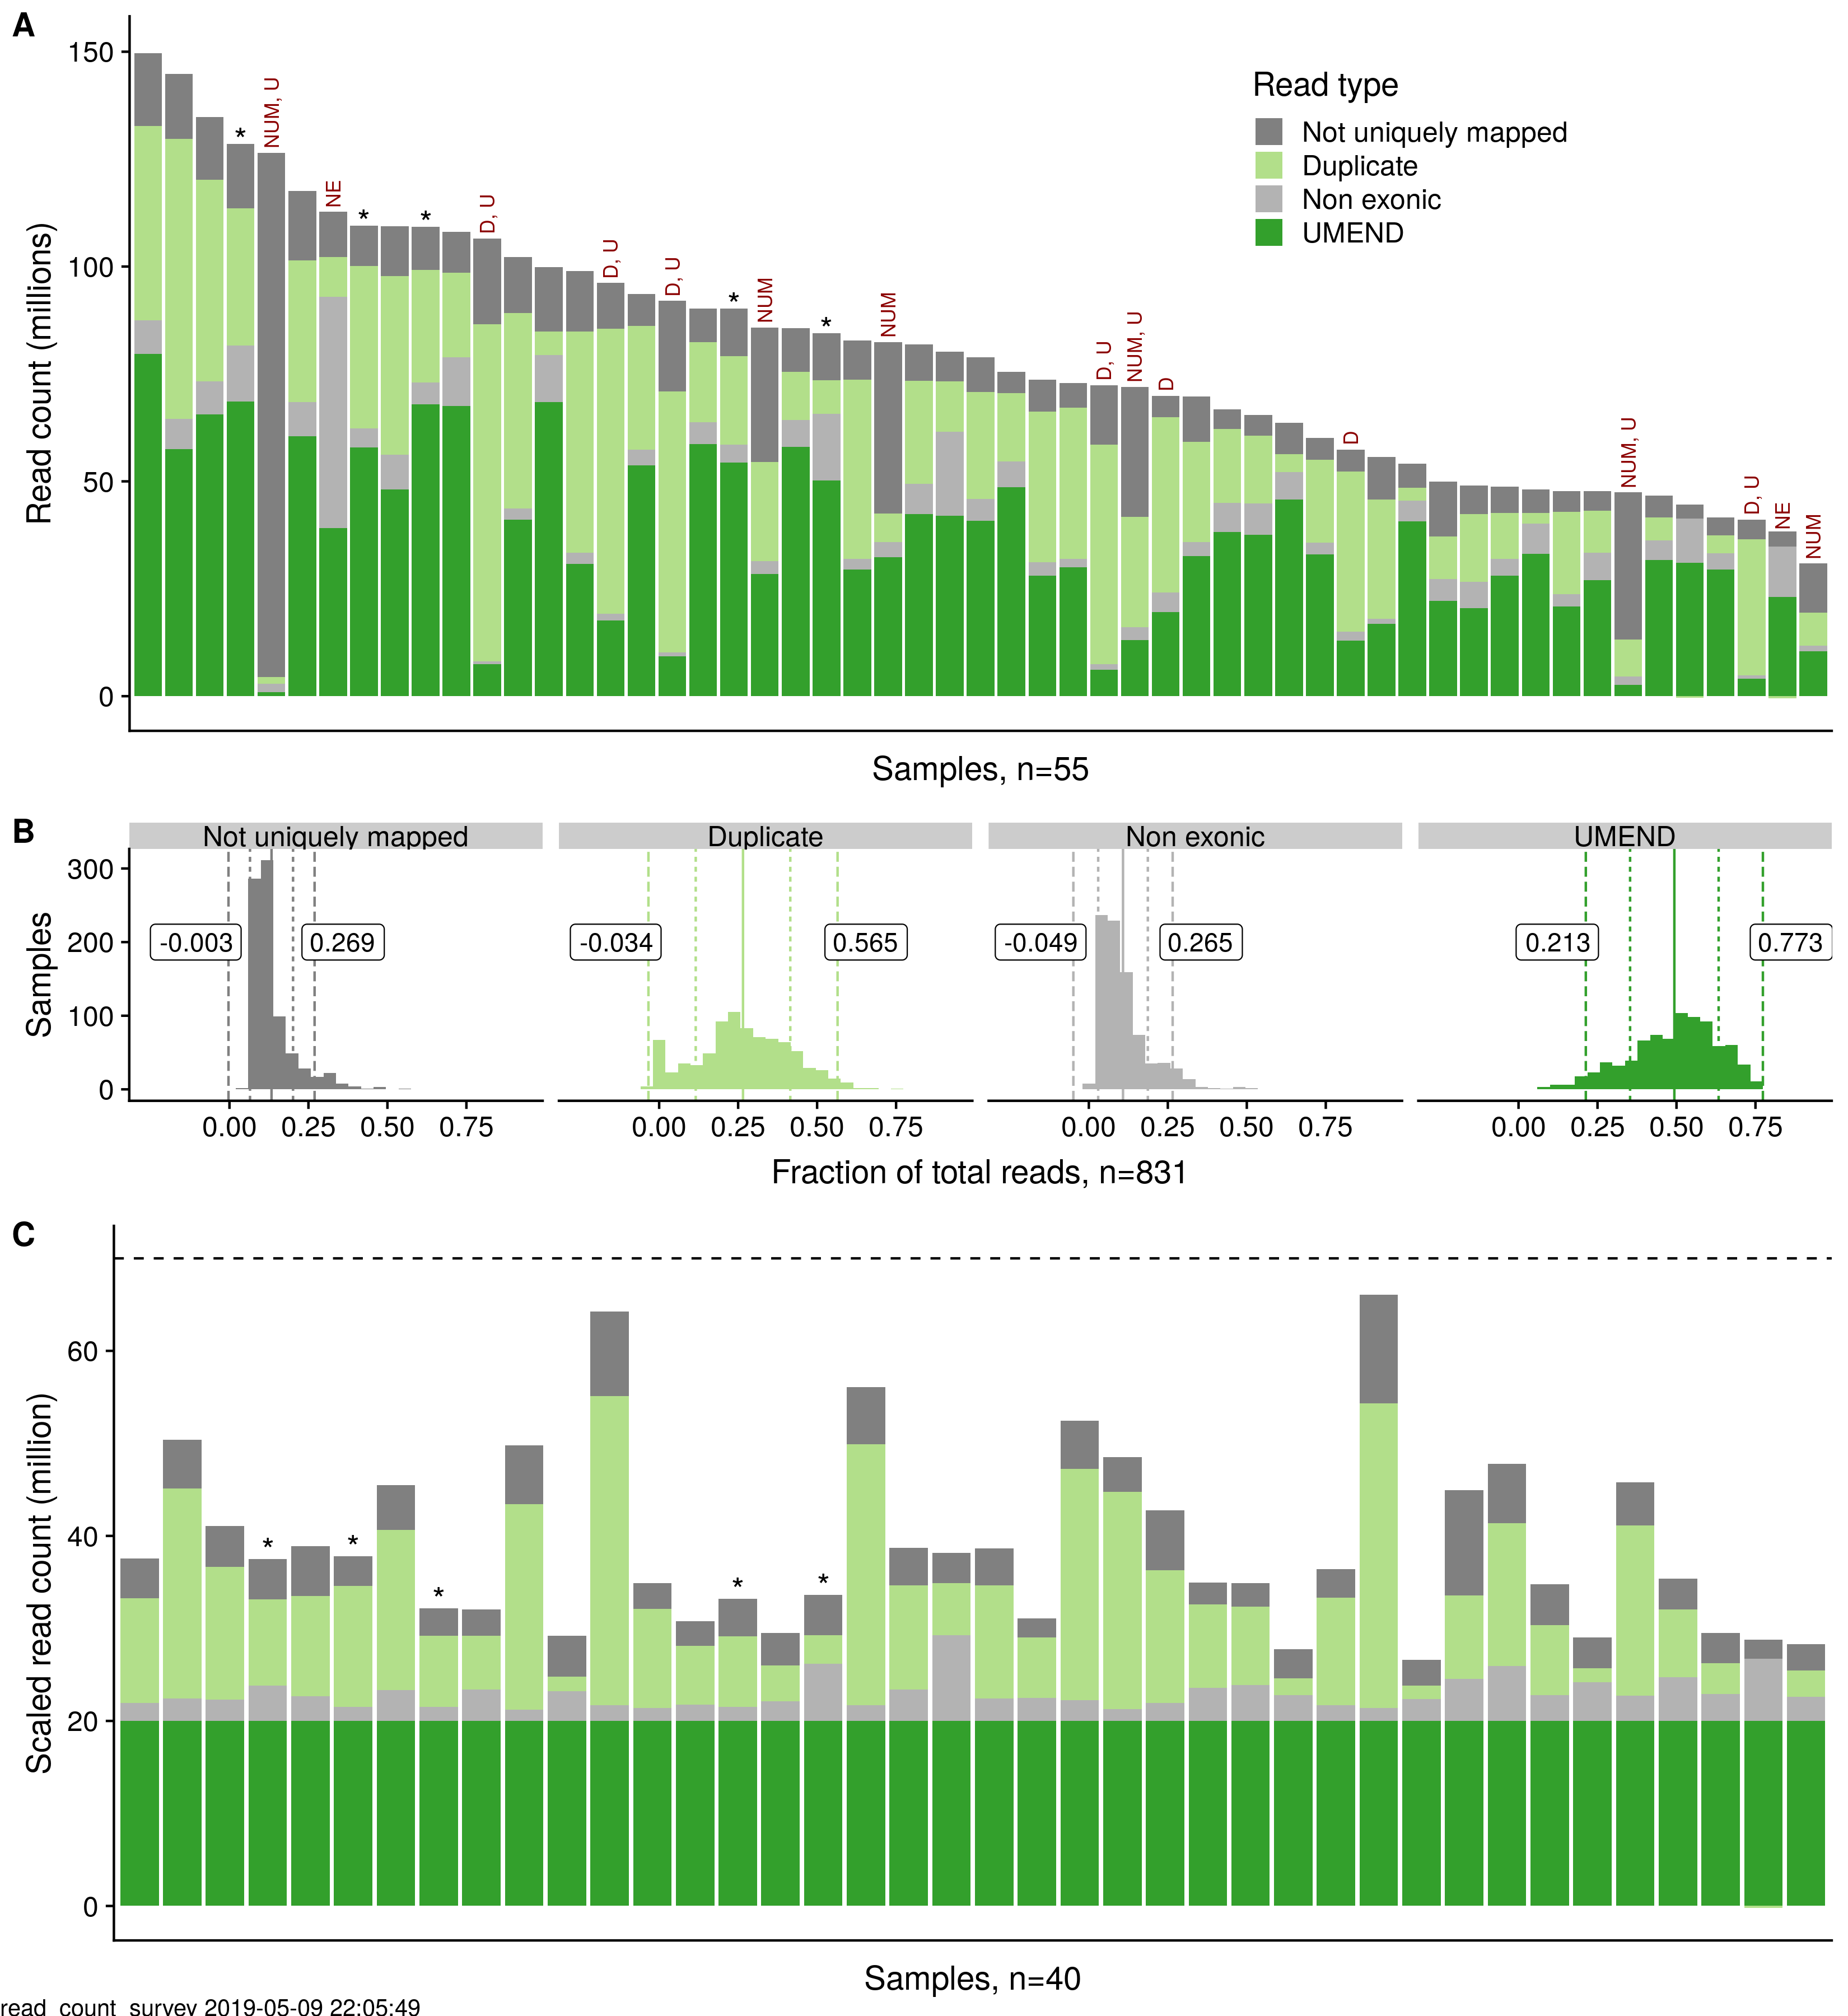 A
Read count (millions)
150
100
50
0
*
NUM, U
NE
*
*
D, U
D, U
D, U
*
NUM
*
NUM
D, U
NUM, U
D
D
NUM, U
D, U
NE
NUM
Read type
Not uniquely mapped
Duplicate
Non exonic
UMEND
Samples, n=55
B
Not uniquely mapped
Duplicate
Non exonic
UMEND
Samples
300
200
100
0
-0.003
0.269
-0.034
0.565
-0.049
0.265
0.213
0.773
0.00 0.25 0.50 0.75
0.00 0.25 0.50 0.75
0.00 0.25 0.50 0.75
0.00 0.25 0.50 0.75
Fraction of total reads, n=831
C
Scaled read count (million)
60
40
20
0
*
*
*
*
*
Samples, n=40
read_count_survey 2019-05-09 22:05:49